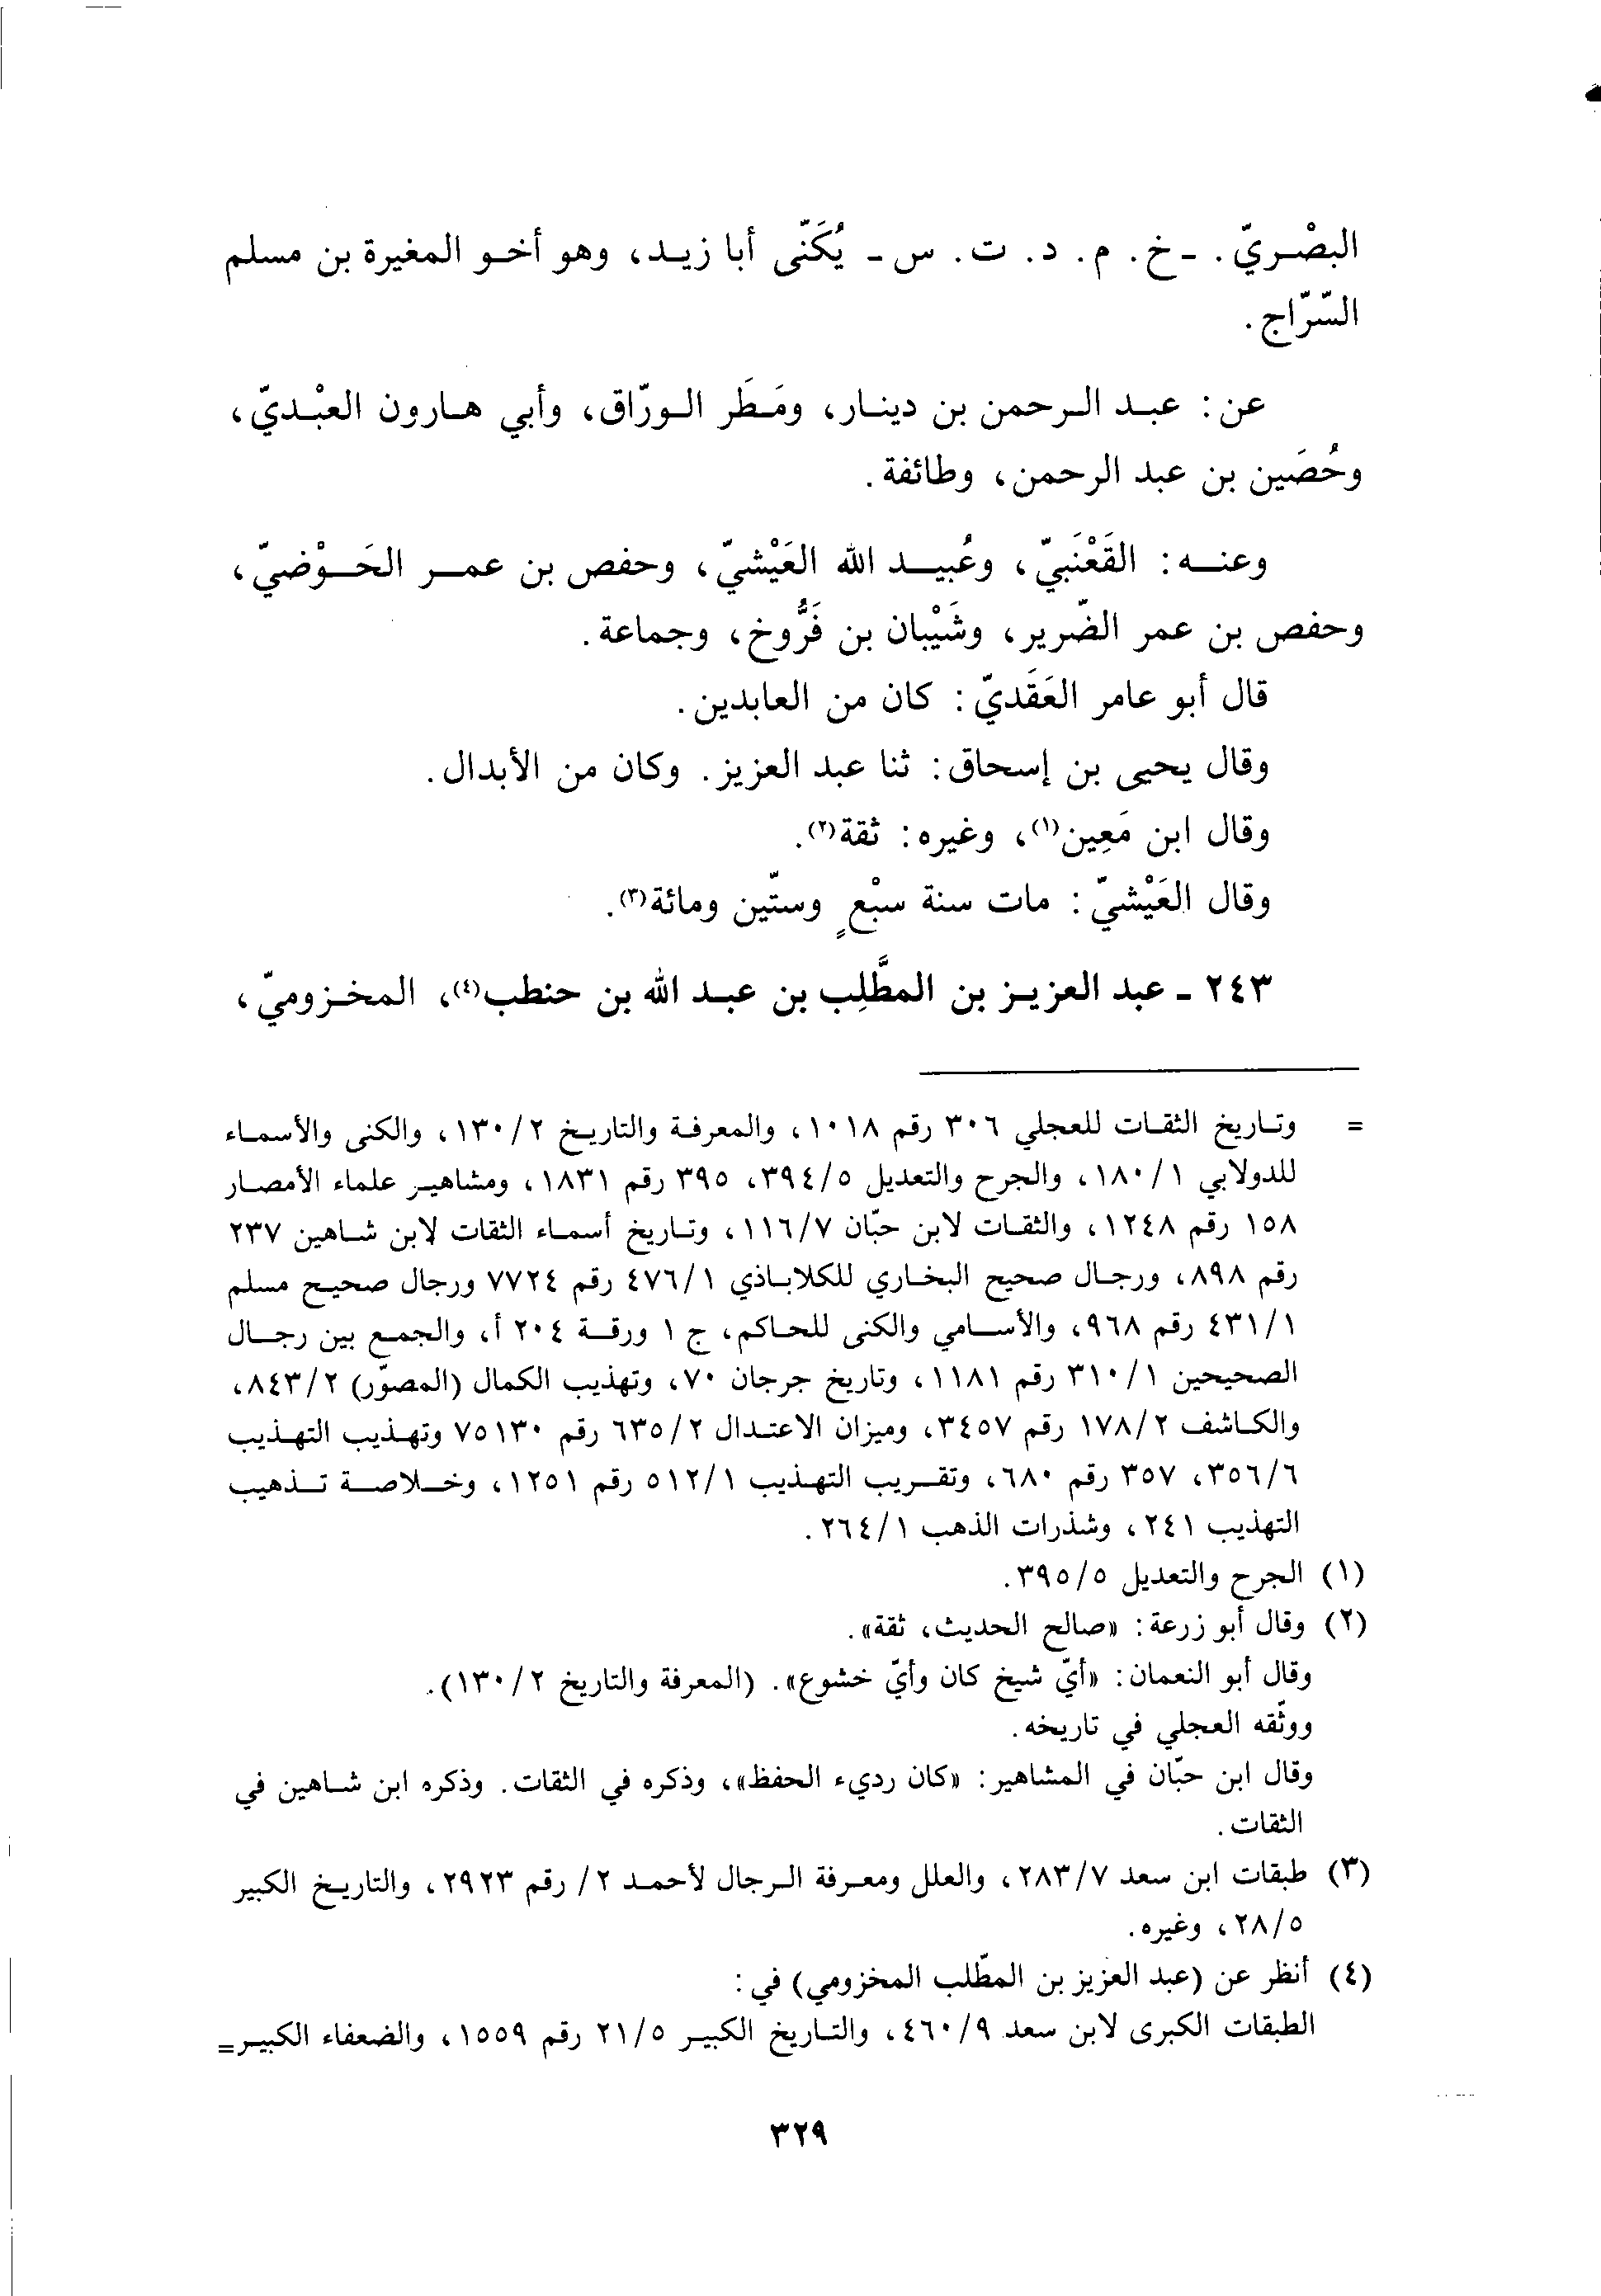 البصْريّ. -خ. م. د. ت. س- يُكَنّى أبا زيد، وهو أخو المغيرة بن مسلم
السّرّاج.
عن: عبد الرحمن بن دينار، ومَطَر الورّاق، وأبي هارون العبْديّ،
وحُصَين بن عبد الرحمن، وطائفة.
وعنه: القَعْنَبيّ، وعُبيد الله العَيْشيّ، وحفص بن عمر الحَوْضيّ،
وحفص بن عمر الضّرير، وشَيْبان بن فَرُّوخ، وجماعة.
قال أبو عامر العَقَديّ: كان من العابدين.
وقال يحيى بن إسحاق: ثنا عبد العزيز. وكان من الأبدال.
وقال ابن مَعِين(١)، وغيره: ثقة(٢).
وقال العَيْشيّ: مات سنة سبْعٍ وستّين ومائة(٣).
٢٤٣ - عبد العزيز بن المطَّلِب بن عبد الله بن حنطب(٤)، المخزوميّ،
= وتاريخ الثقات للعجلي ٣٠٦ رقم ١٠١٨، والمعرفة والتاريخ ١٣٠/٢، والكنى والأسماء
للدولابي ١٨٠/١، والجرح والتعديل ٣٩٤/٥، ٣٩٥ رقم ١٨٣١، ومشاهير علماء الأمصار
١٥٨ رقم ١٢٤٨، والثقات لابن حبّان ١١٦/٧، وتاريخ أسماء الثقات لابن شاهين ٢٣٧
رقم ٨٩٨، ورجال صحيح البخاري للكلاباذي ٤٧٦/١ رقم ٧٧٢٤ ورجال صحيح مسلم
٤٣١/١ رقم ٩٦٨، والأسامي والكنى للحاكم، ج ١ ورقة ٢٠٤ أ، والجمع بين رجال
الصحيحين ٣١٠/١ رقم ١١٨١، وتاريخ جرجان ٧٠، وتهذيب الكمال (المصوّر) ٨٤٣/٢،
والكاشف ١٧٨/٢ رقم ٣٤٥٧، وميزان الاعتدال ٦٣٥/٢ رقم ٧٥١٣٠ وتهذيب التهذيب
٣٥٦/٦، ٣٥٧ رقم ٦٨٠، وتقريب التهذيب ٥١٢/١ رقم ١٢٥١، وخلاصة تذهيب
التهذيب ٢٤١، وشذرات الذهب ٢٦٤/١.
(١) الجرح والتعديل ٣٩٥/٥.
(٢) وقال أبو زرعة: «صالح الحديث، ثقة».
وقال أبو النعمان: «أيّ شيخ كان وأيّ خشوع». (المعرفة والتاريخ ١٣٠/٢).
ووثّقه العجلي في تاريخه.
وقال ابن حبّان في المشاهير: «كان رديء الحفظ»، وذكره في الثقات. وذكره ابن شاهين في
الثقات.
(٣) طبقات ابن سعد ٢٨٣/٧، والعلل ومعرفة الرجال لأحمد ٢/ رقم ٢٩٢٣، والتاريخ الكبير
٢٨/٥، وغيره.
(٤) أنظر عن (عبد العزيز بن المطّلب المخزومي) في:
الطبقات الكبرى لابن سعد ٤٦٠/٩، والتاريخ الكبير ٢١/٥ رقم ١٥٥٩، والضعفاء الكبير=
٣٢٩